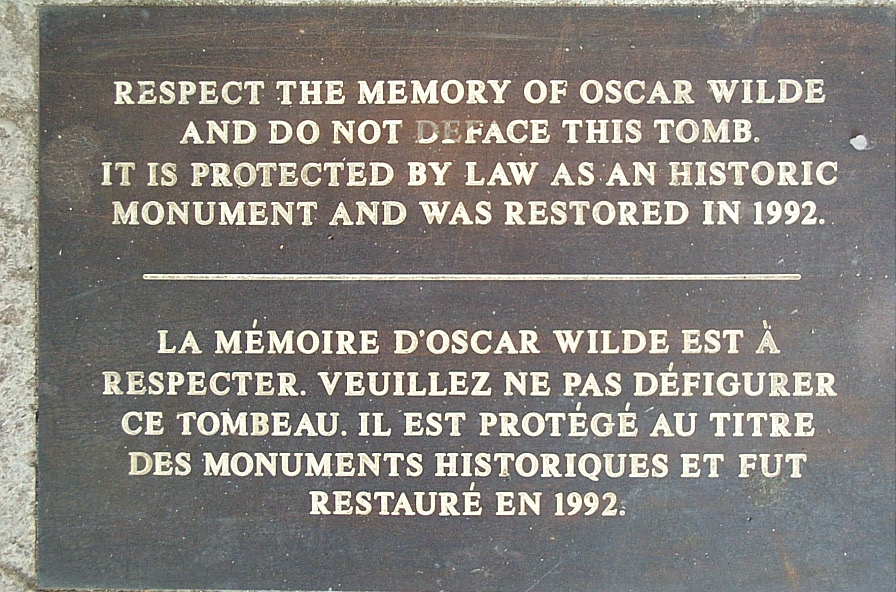 RESPECT THE MEMORY OF OSCAR WILDE
AND DO NOT DEFACE THIS TOMB.
IT IS PROTECTED BY LAW AS AN HISTORIC
MONUMENT AND WAS RESTORED IN 1992.
LA MÉMOIRE D'OSCAR WILDE EST À
RESPECTER. VEUILLEZ NE PAS DÉFIGURER
CE TOMBEAU. IL EST PROTÉGÉ AU TITRE
DES MONUMENTS HISTORIQUES ET FUT
RESTAURÉ EN 1992.